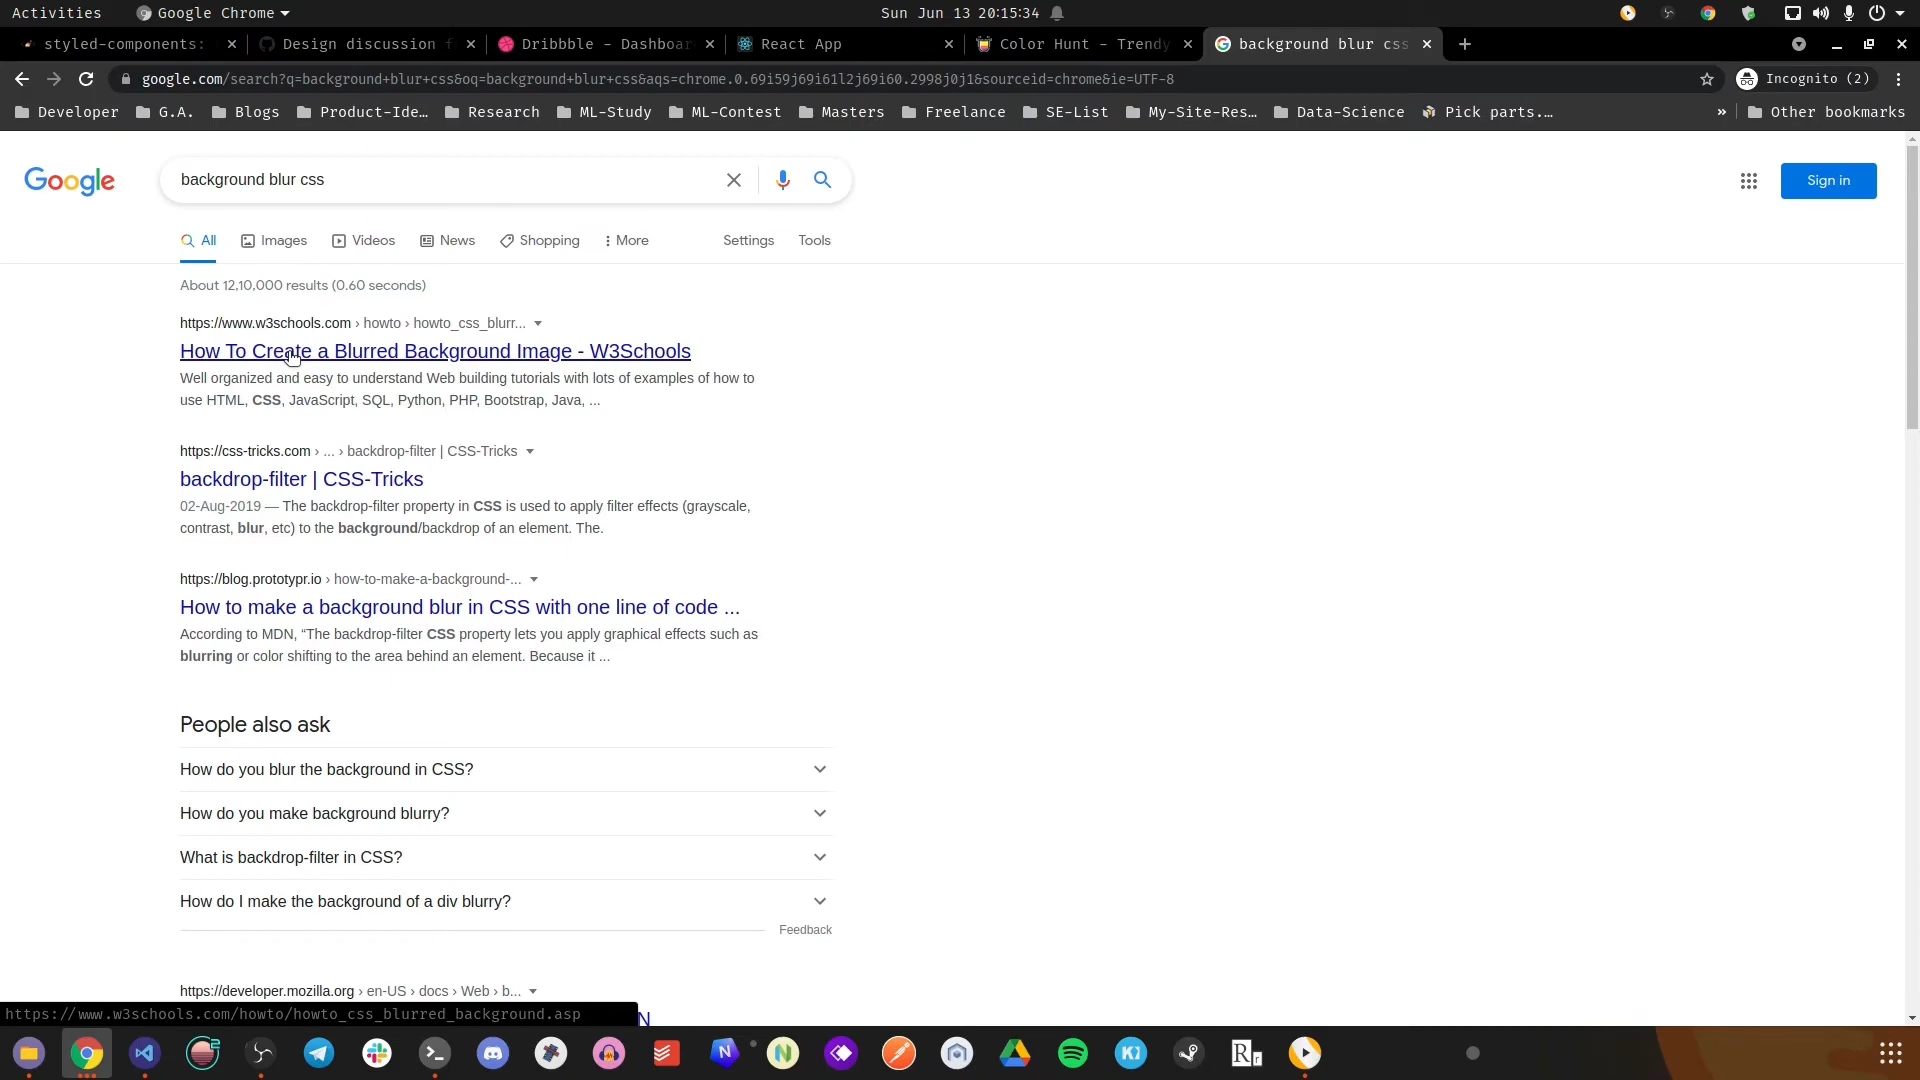 Activities
Google Chrome
Sun Jun 13 20:15:34
styled-components:
Design discussion f
Dribbble - Dashboar
React App
Color Hunt - Trendy
background blur css
google.com/search?q=background+blur+css&oq=background+blur+css&aqs=chrome.0.69i59j69i61l2j69i60.2998j0j1&sourceid=chrome&ie=UTF-8
Incognito (2)
Developer
G.A.
Blogs
Product-Ide…
Research
ML-Study
ML-Contest
Masters
Freelance
SE-List
My-Site-Res…
Data-Science
Pick parts.…
»
Other bookmarks
Google
background blur css
Sign in
All
Images
Videos
News
Shopping
More
Settings
Tools
About 12,10,000 results (0.60 seconds)
https://www.w3schools.com › howto › howto_css_blurr...
How To Create a Blurred Background Image - W3Schools
Well organized and easy to understand Web building tutorials with lots of examples of how to
use HTML, CSS, JavaScript, SQL, Python, PHP, Bootstrap, Java, ...
https://css-tricks.com › ... › backdrop-filter | CSS-Tricks
backdrop-filter | CSS-Tricks
02-Aug-2019 — The backdrop-filter property in CSS is used to apply filter effects (grayscale,
contrast, blur, etc) to the background/backdrop of an element. The.
https://blog.prototypr.io › how-to-make-a-background-...
How to make a background blur in CSS with one line of code ...
According to MDN, “The backdrop-filter CSS property lets you apply graphical effects such as
blurring or color shifting to the area behind an element. Because it ...
People also ask
How do you blur the background in CSS?
How do you make background blurry?
What is backdrop-filter in CSS?
How do I make the background of a div blurry?
Feedback
https://developer.mozilla.org › en-US › docs › Web › b...
https://www.w3schools.com/howto/howto_css_blurred_background.asp